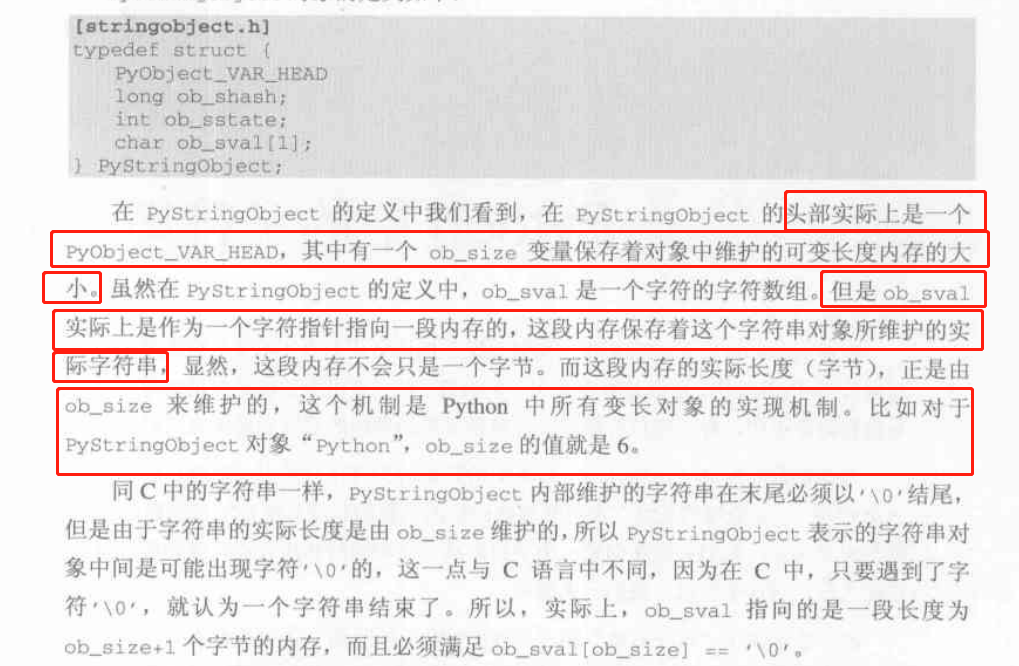 [stringobject.h]
typedef struct {
PyObject_VAR_HEAD
long ob_shash;
int ob_sstate;
char ob_sval[1];
} PyStringObject;
在 PyStringObject 的定义中我们看到，在 PyStringObject 的头部实际上是一个
PyObject_VAR_HEAD，其中有一个 ob_size 变量保存着对象中维护的可变长度内存的大
小。虽然在 PyStringObject 的定义中，ob_sval 是一个字符的字符数组。但是 ob_sval
实际上是作为一个字符指针指向一段内存的，这段内存保存着这个字符串对象所维护的实
际字符串，显然，这段内存不会只是一个字节。而这段内存的实际长度（字节），正是由
ob_size 来维护的，这个机制是 Python 中所有变长对象的实现机制。比如对于
PyStringObject 对象“Python”，ob_size 的值就是 6。
同 C 中的字符串一样，PyStringObject 内部维护的字符串在末尾必须以'\0'结尾，
但是由于字符串的实际长度是由 ob_size 维护的，所以 PyStringObject 表示的字符串对
象中间是可能出现字符'\0'的，这一点与 C 语言中不同，因为在 C 中，只要遇到了字
符'\0'，就认为一个字符串结束了。所以，实际上，ob_sval 指向的是一段长度为
ob_size+1 个字节的内存，而且必须满足 ob_sval[ob_size] == '\0'。